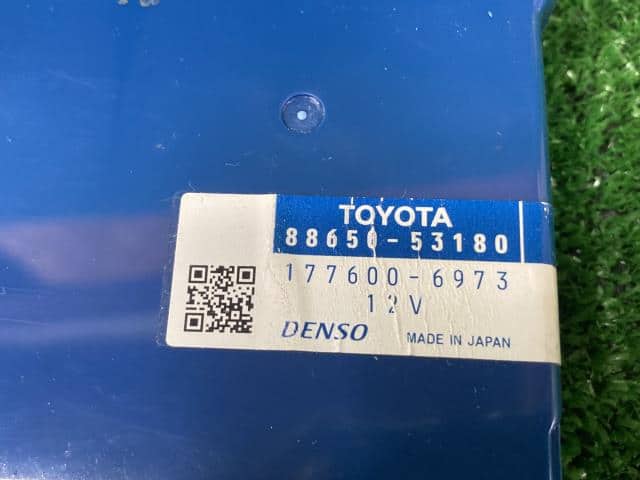 TOYOTA
88650-53180
177600-6973
12V
DENSO MADE IN JAPAN